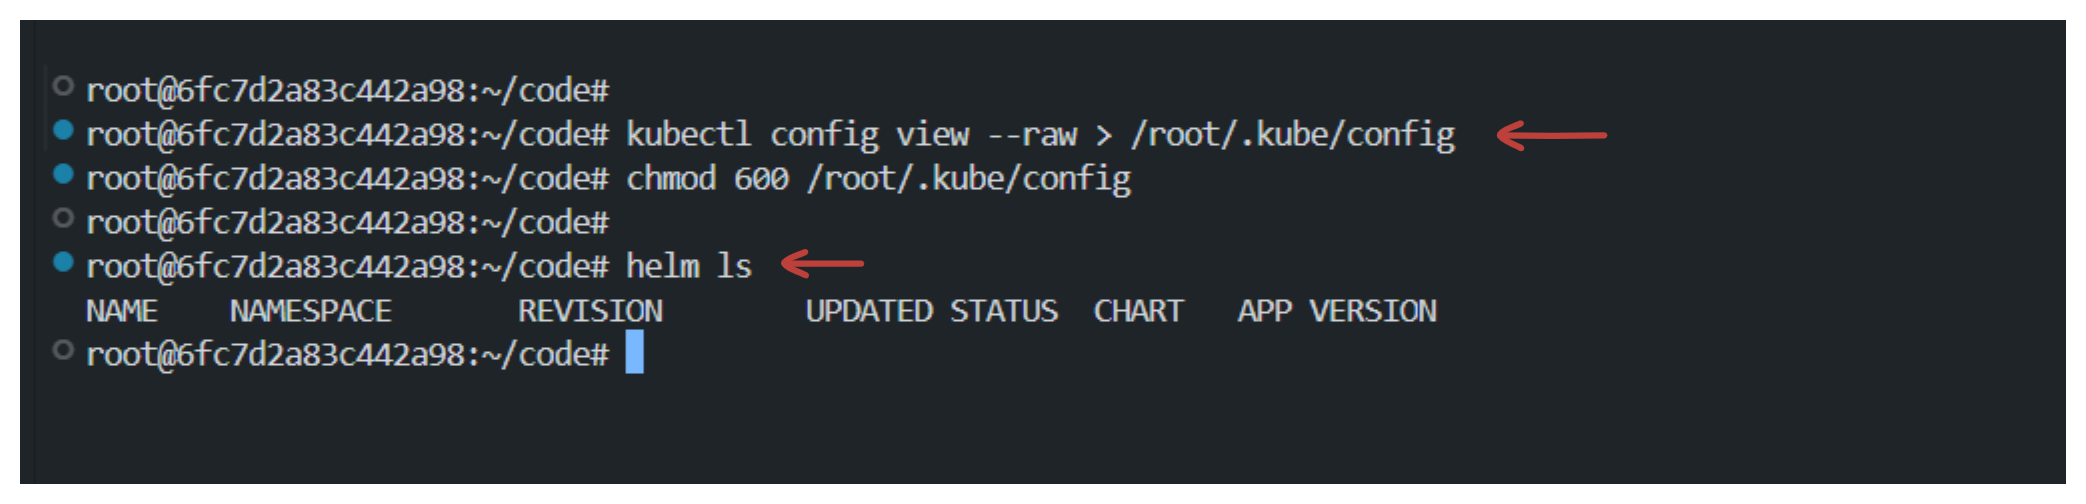 root@6fc7d2a83c442a98:~/code#
root@6fc7d2a83c442a98:~/code# kubectl config view --raw > /root/.kube/config
root@6fc7d2a83c442a98:~/code# chmod 600 /root/.kube/config
root@6fc7d2a83c442a98:~/code#
root@6fc7d2a83c442a98:~/code# helm ls
NAME    NAMESPACE       REVISION        UPDATED STATUS  CHART   APP VERSION
root@6fc7d2a83c442a98:~/code#